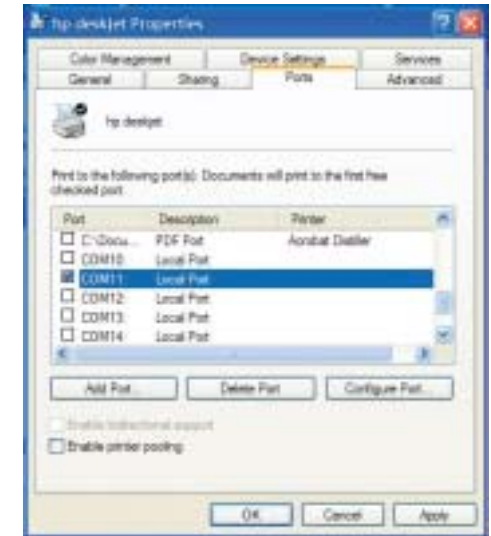 hp deskjet Properties
Color Management Device Settings Services
General Sharing Ports Advanced
hp deskjet
Print to the following port(s). Documents will print to the first free
checked port.
Port Description Printer
C:\Docu... PDF Port Acrobat Distiller
COM10 Local Port
COM11 Local Port
COM12 Local Port
COM13 Local Port
COM14 Local Port
Add Port... Delete Port Configure Port...
Enable bidirectional support
Enable printer pooling
OK Cancel Apply